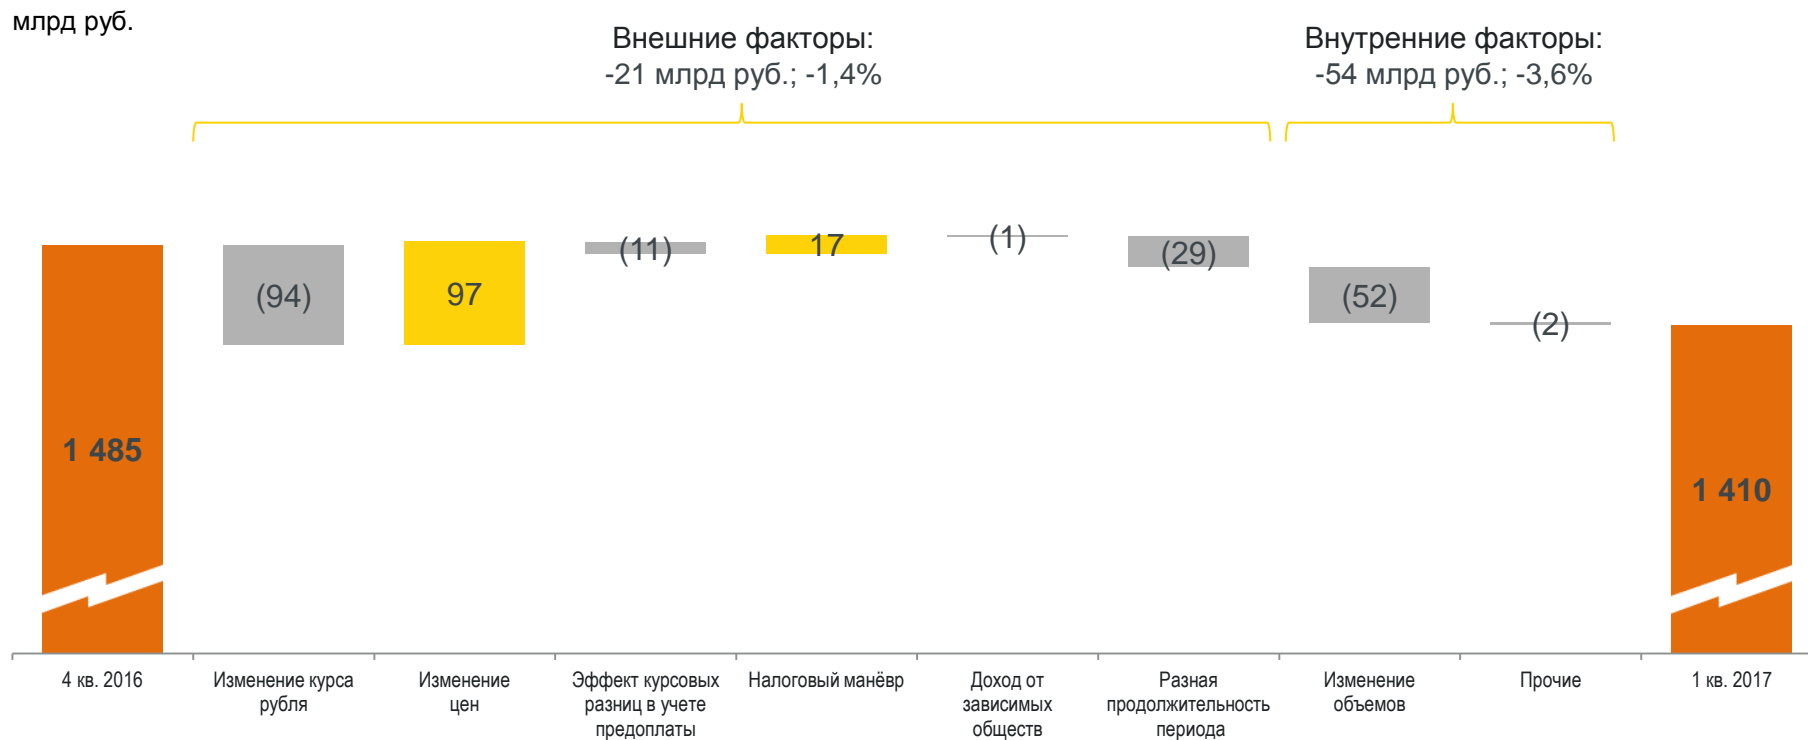 млрд руб.
Внешние факторы:
-21 млрд руб.; -1,4%
Внутренние факторы:
-54 млрд руб.; -3,6%
1 485
(94)
97
(11)
17
(1)
(29)
(52)
(2)
1 410
4 кв. 2016
Изменение курса
рубля
Изменение
цен
Эффект курсовых
разниц в учете
предоплаты
Налоговый манёвр
Доход от
зависимых
обществ
Разная
продолжительность
периода
Изменение
объемов
Прочие
1 кв. 2017